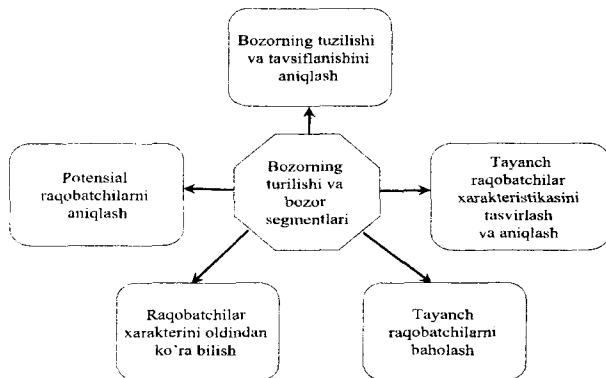 Bozorning tuzilishi
va tavsiflanishini
aniqlash
Potensial
raqobatchilarni
aniqlash
Bozorning
turilishi va
bozor
segmentlari
Tayanch
raqobatchilar
xarakteristikasini
tasvirlash
va aniqlash
Raqobatchilar
xarakterini oldindan
ko'ra bilish
Tayanch
raqobatchilarni
baholash